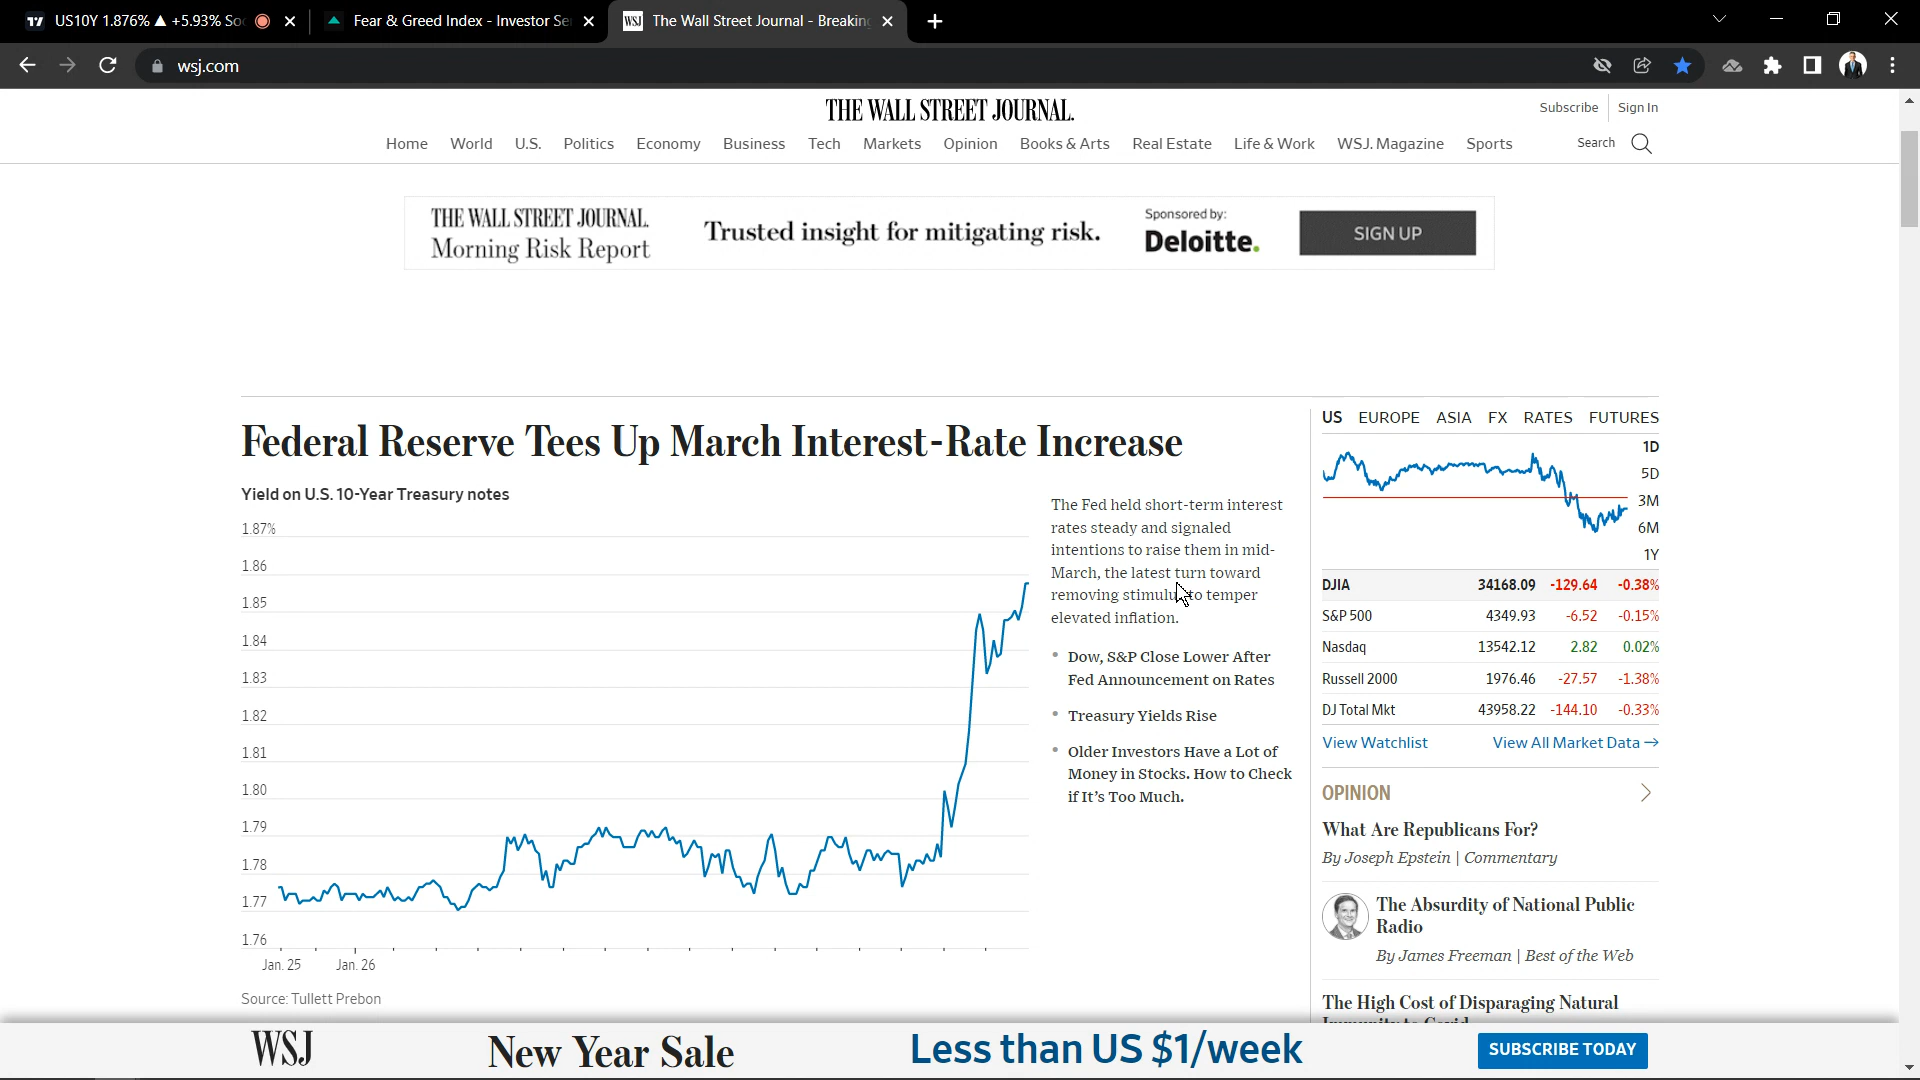 US10Y 1.876% ▲ +5.93%
Fear & Greed Index - Investor
The Wall Street Journal - Breaking
wsj.com
THE WALL STREET JOURNAL.
Subscribe
Sign In
Home World U.S. Politics Economy Business Tech Markets Opinion Books & Arts Real Estate Life & Work WSJ. Magazine Sports
Search
THE WALL STREET JOURNAL.
Morning Risk Report
Trusted insight for mitigating risk.
Sponsored by:
Deloitte.
SIGN UP
Federal Reserve Tees Up March Interest-Rate Increase
Yield on U.S. 10-Year Treasury notes
1.87%
1.86
1.85
1.84
1.83
1.82
1.81
1.80
1.79
1.78
1.77
1.76
Jan. 25 Jan. 26
Source: Tullett Prebon
The Fed held short-term interest
rates steady and signaled
intentions to raise them in mid-
March, the latest turn toward
removing stimulus to temper
elevated inflation.
• Dow, S&P Close Lower After
Fed Announcement on Rates
• Treasury Yields Rise
• Older Investors Have a Lot of
Money in Stocks. How to Check
if It's Too Much.
US EUROPE ASIA FX RATES FUTURES
1D
5D
3M
6M
1Y
DJIA 34168.09 -129.64 -0.38%
S&P 500 4349.93 -6.52 -0.15%
Nasdaq 13542.12 2.82 0.02%
Russell 2000 1976.46 -27.57 -1.38%
DJ Total Mkt 43958.22 -144.10 -0.33%
View Watchlist
View All Market Data →
OPINION
What Are Republicans For?
By Joseph Epstein | Commentary
The Absurdity of National Public
Radio
By James Freeman | Best of the Web
The High Cost of Disparaging Natural
WSJ
New Year Sale
Less than US $1/week
SUBSCRIBE TODAY